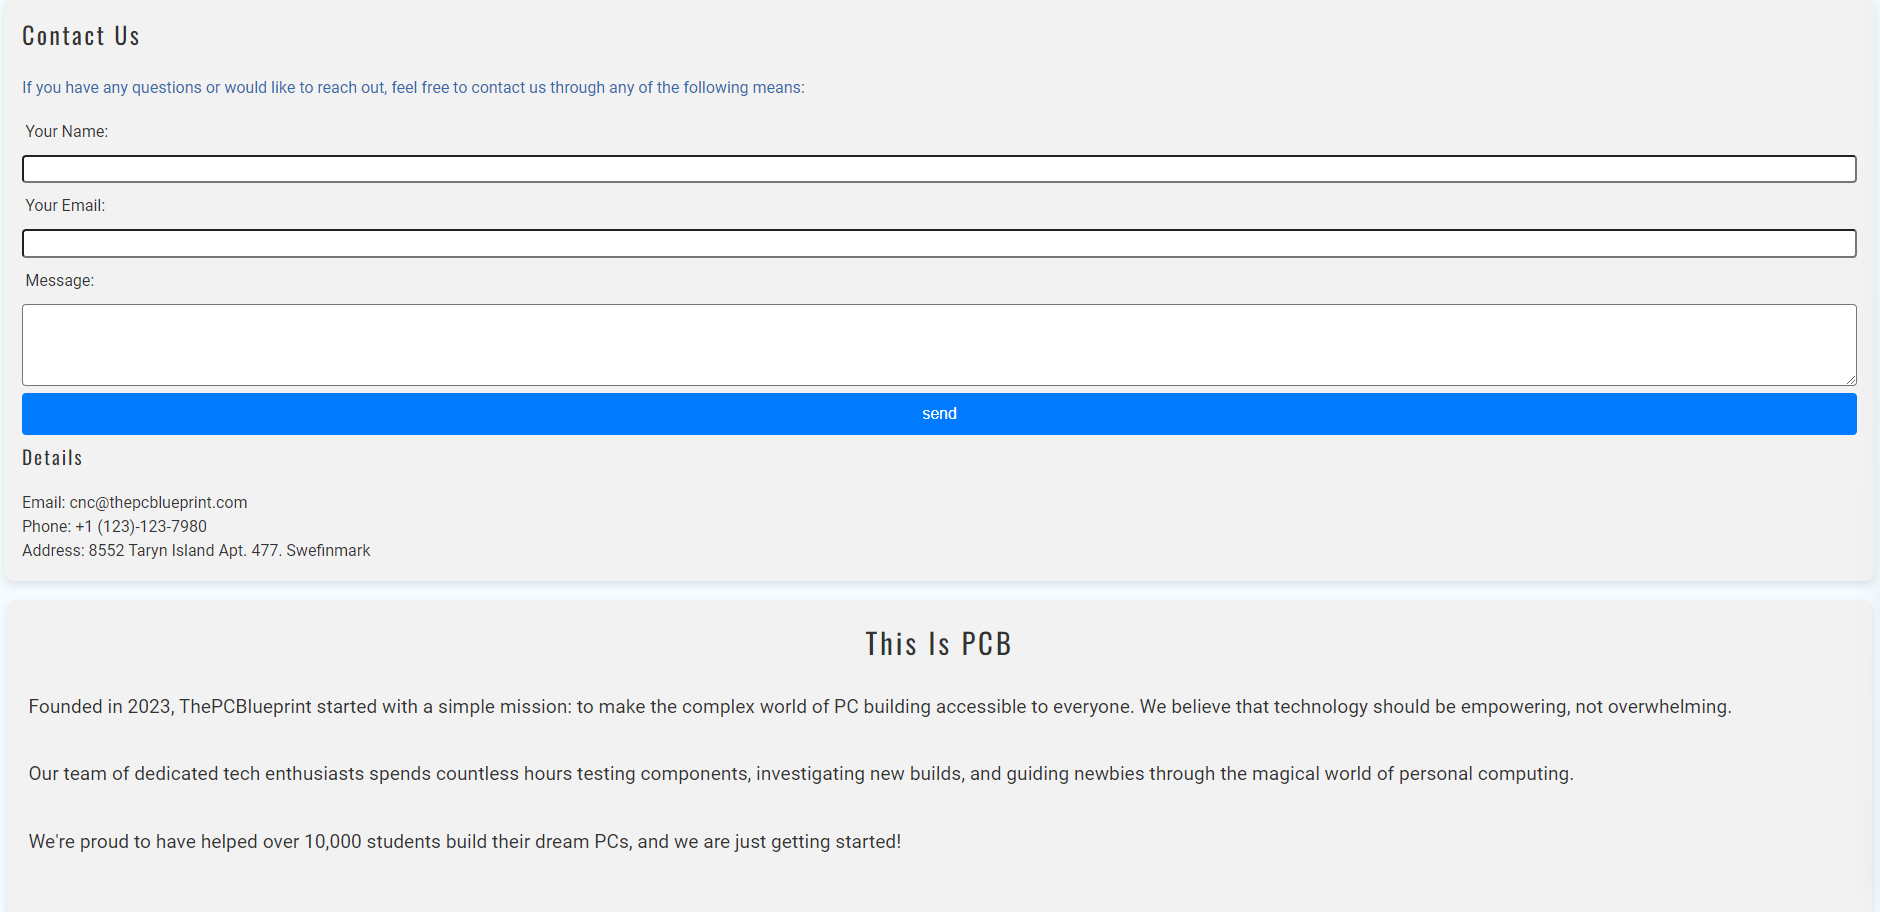 Contact Us
If you have any questions or would like to reach out, feel free to contact us through any of the following means:
Your Name:
Your Email:
Message:
send
Details
Email: cnc@thepcblueprint.com
Phone: +1 (123)-123-7980
Address: 8552 Taryn Island Apt. 477. Swefinmark
This Is PCB
Founded in 2023, ThePCBlueprint started with a simple mission: to make the complex world of PC building accessible to everyone. We believe that technology should be empowering, not overwhelming.
Our team of dedicated tech enthusiasts spends countless hours testing components, investigating new builds, and guiding newbies through the magical world of personal computing.
We're proud to have helped over 10,000 students build their dream PCs, and we are just getting started!